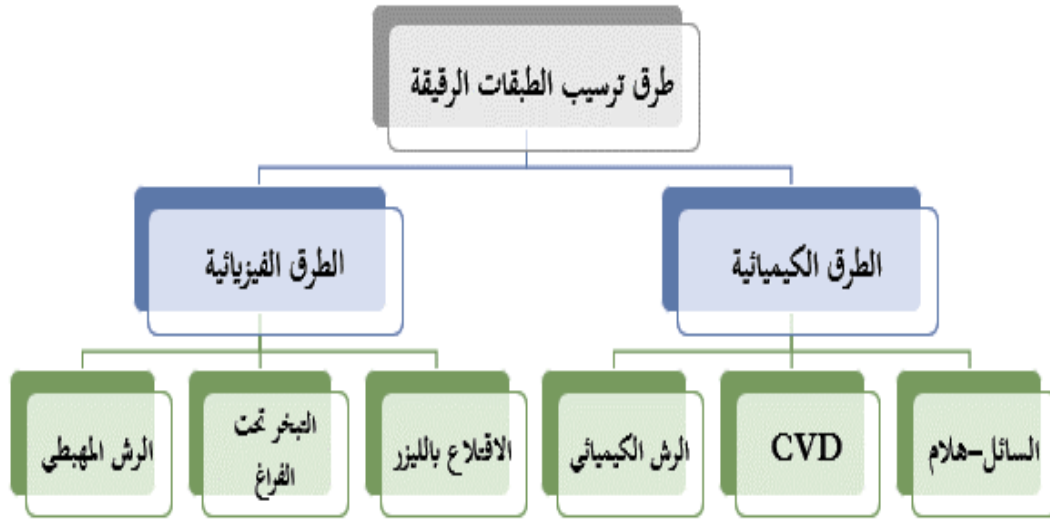 طرق ترسيب الطبقات الرقيقة
الطرق الكيميائية
الطرق الفيزيائية
السائل-هلام
CVD
الرش الكيميائي
الاقتلاع بالليزر
التبخر تحت
الفراغ
الرش المهبطي